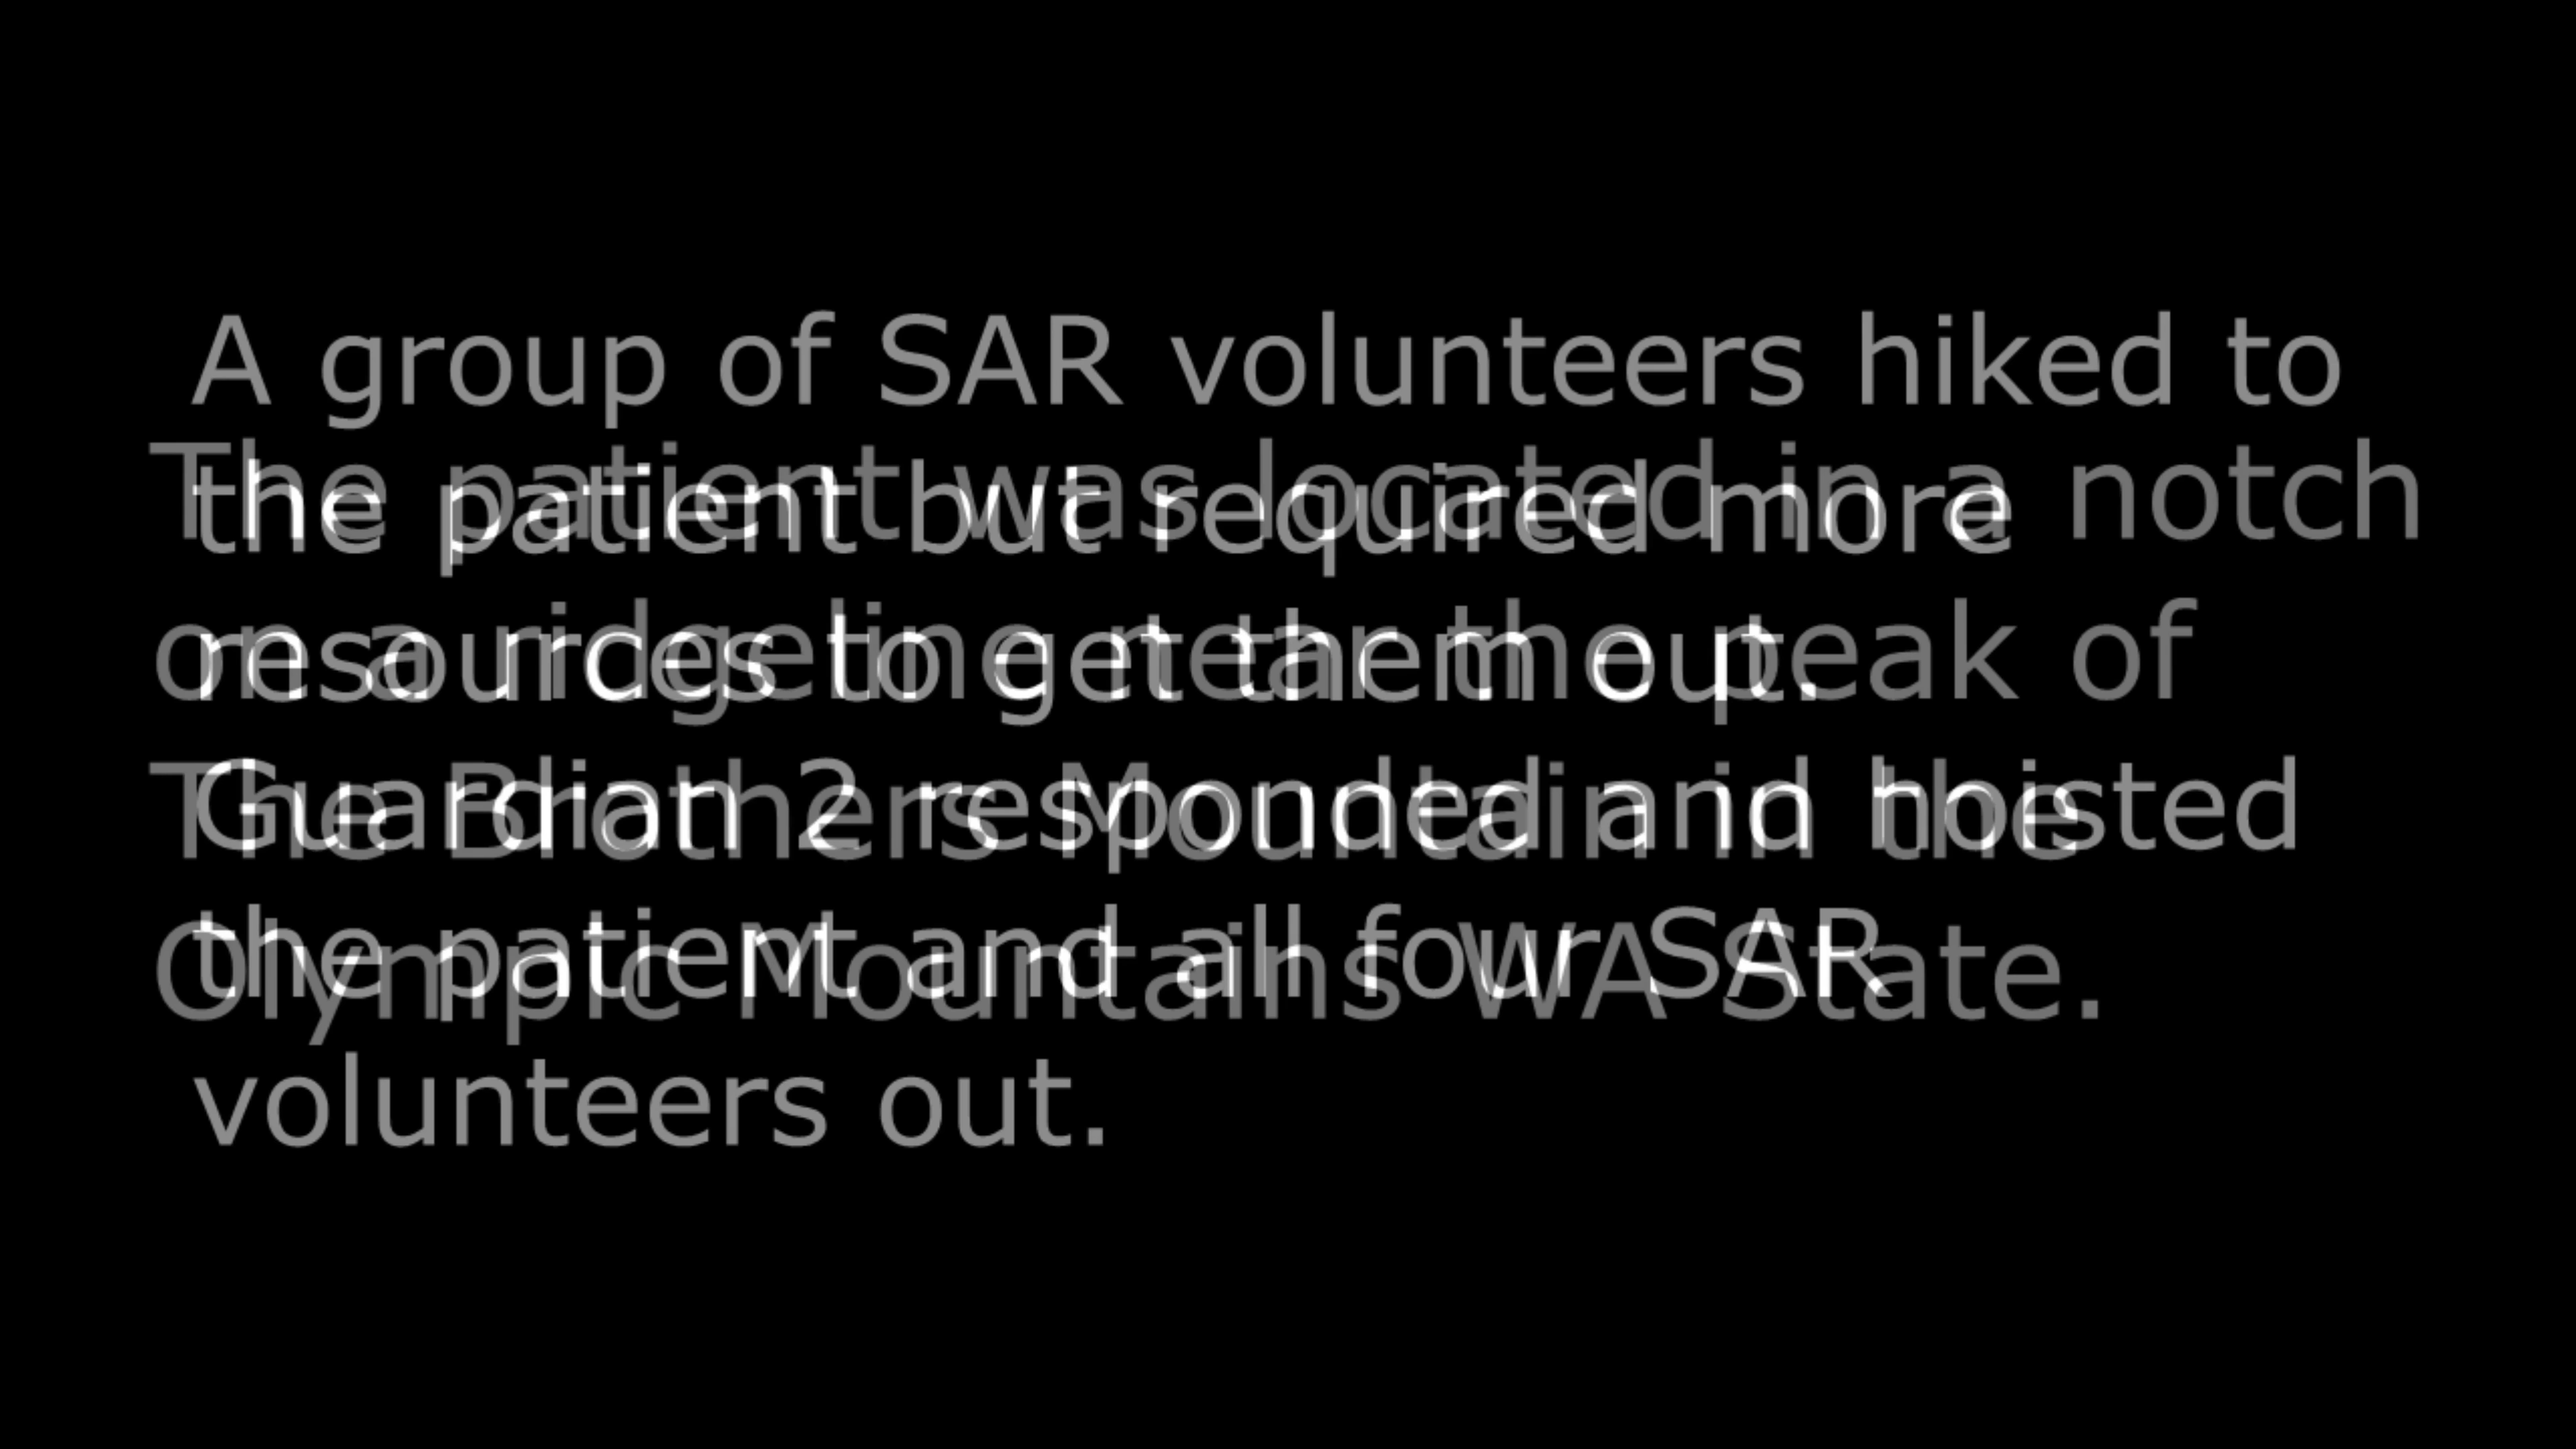 A group of SAR volunteers hiked to
the patient but required more
resources to get them out.
Guardian 2 responded and hoisted
the patient and all four SAR
volunteers out.
The patient was located in a notch
on a ridgeline near the peak of
The Brothers Mountain in the
Olympic Mountains WA State.